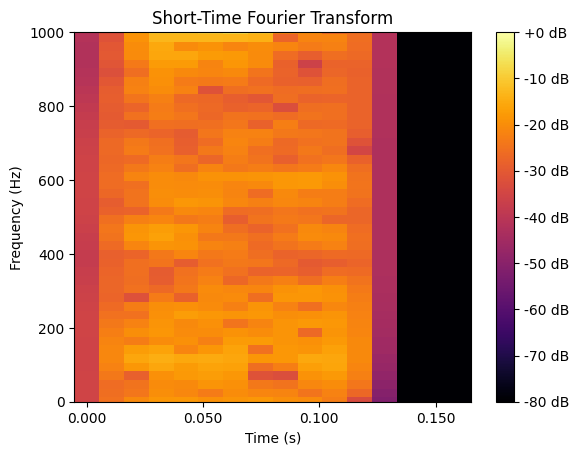 Short-Time Fourier Transform
1000
800
600
400
200
0
Frequency (Hz)
0.000
0.050
0.100
0.150
Time (s)
+0 dB
-10 dB
-20 dB
-30 dB
-40 dB
-50 dB
-60 dB
-70 dB
-80 dB